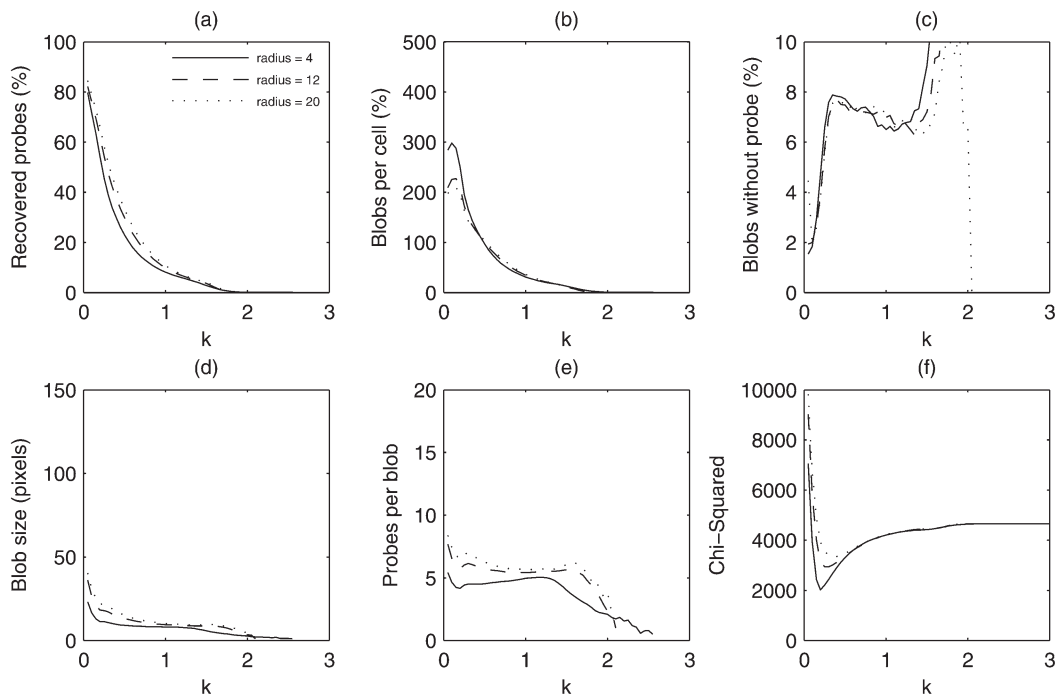 (a)
Recovered probes (%)
100
80
60
40
20
0
0 1 2 3
k
radius = 4
radius = 12
radius = 20
(b)
Blobs per cell (%)
500
400
300
200
100
0
0 1 2 3
k
(c)
Blobs without probe (%)
10
8
6
4
2
0
0 1 2 3
k
(d)
Blob size (pixels)
150
100
50
0
0 1 2 3
k
(e)
Probes per blob
20
15
10
5
0
0 1 2 3
k
(f)
Chi−Squared
10000
8000
6000
4000
2000
0
0 1 2 3
k